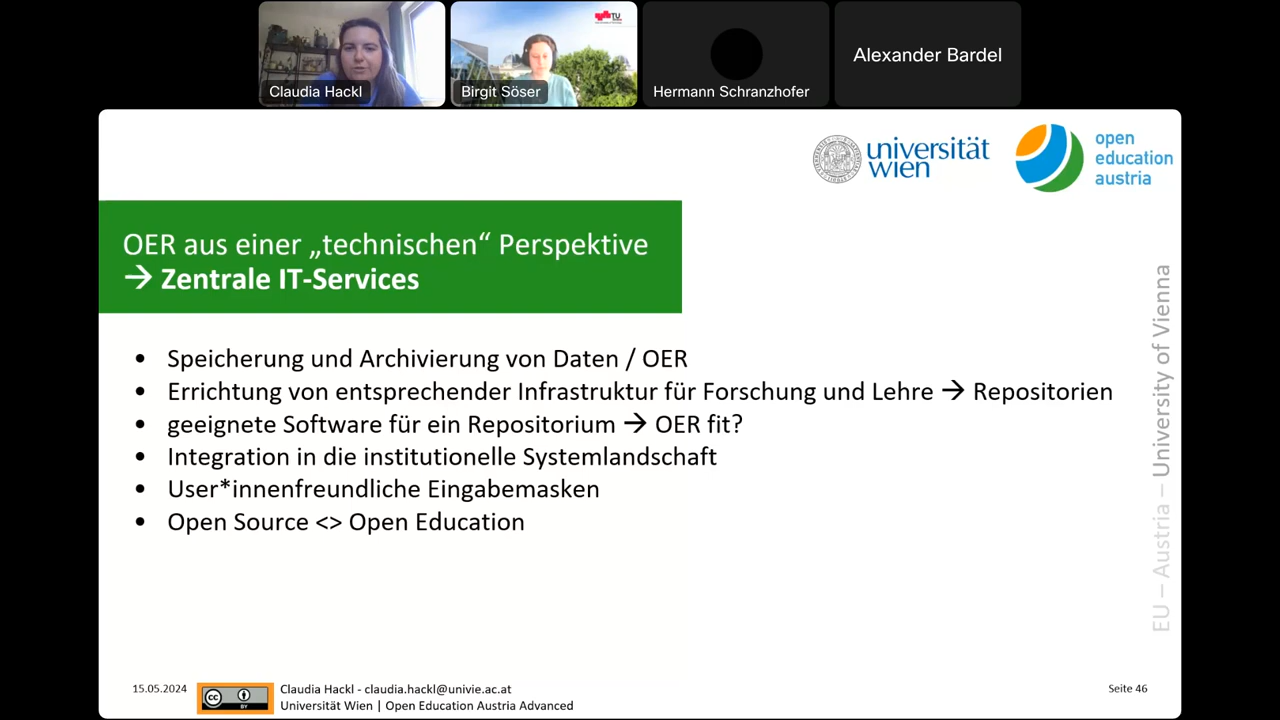 TU
Claudia Hackl
Birgit Söser
Hermann Schranzhofer
Alexander Bardel
universität
wien
open
education
austria
OER aus einer „technischen“ Perspektive
→ Zentrale IT-Services
• Speicherung und Archivierung von Daten / OER
• Errichtung von entsprechender Infrastruktur für Forschung und Lehre → Repositorien
• geeignete Software für ein Repositorium → OER fit?
• Integration in die institutionelle Systemlandschaft
• User*innenfreundliche Eingabemasken
• Open Source <> Open Education
EU – Austria – University of Vienna
15.05.2024
cc
BY
Claudia Hackl - claudia.hackl@univie.ac.at
Universität Wien | Open Education Austria Advanced
Seite 46